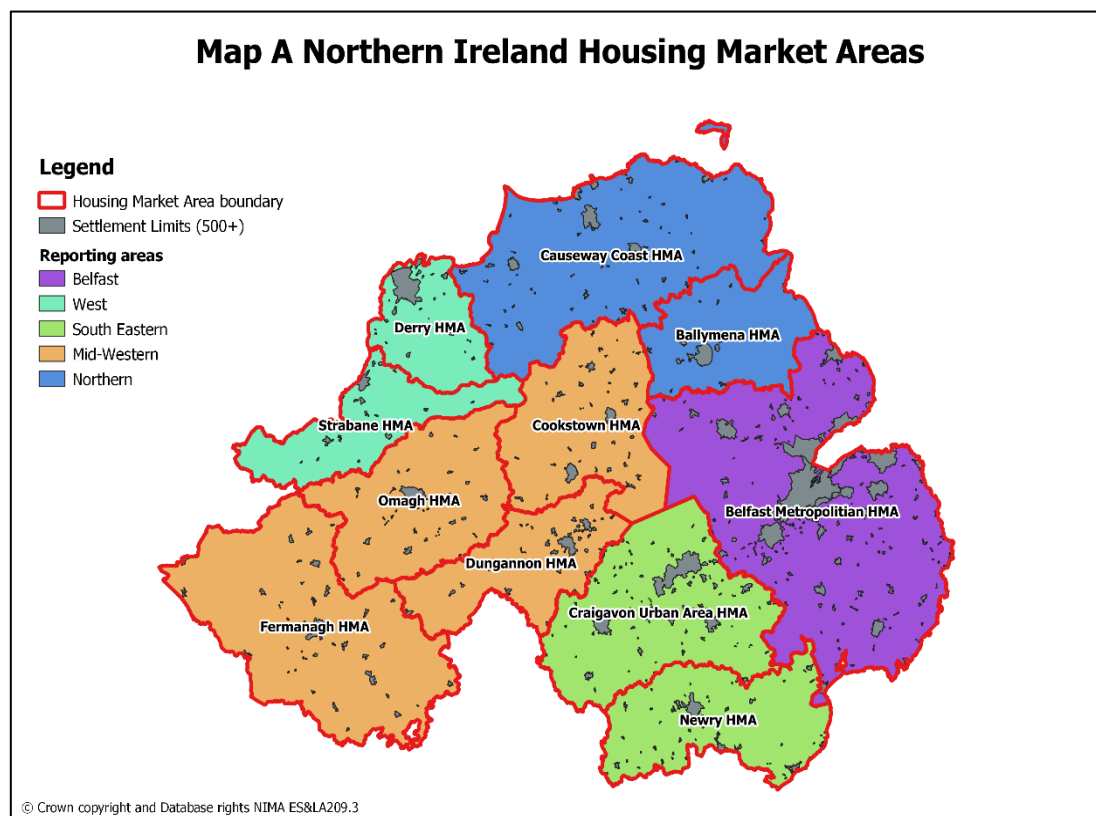 Map A Northern Ireland Housing Market Areas
Legend
Housing Market Area boundary
Settlement Limits (500+)
Reporting areas
Belfast
West
South Eastern
Mid-Western
Northern
Causeway Coast HMA
Derry HMA
Ballymena HMA
Strabane HMA
Cookstown HMA
Omagh HMA
Belfast Metropolitian HMA
Dungannon HMA
Craigavon Urban Area HMA
Fermanagh HMA
Newry HMA
© Crown copyright and Database rights NIMA ES&LA209.3